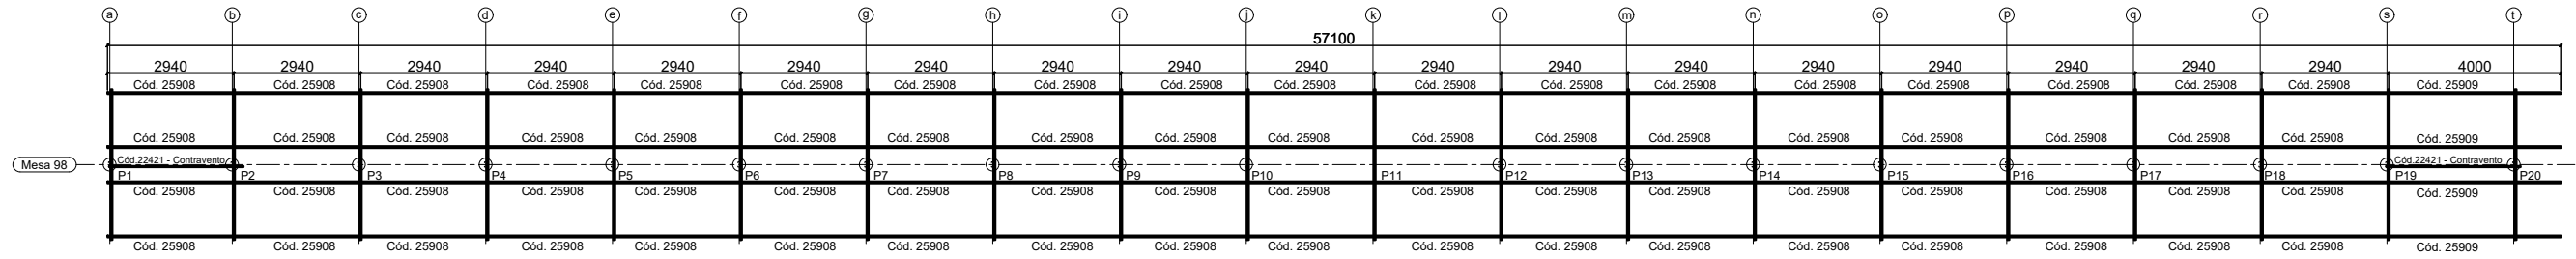 a b c d e f g h i j k l m n o p q r s t
57100
2940 2940 2940 2940 2940 2940 2940 2940 2940 2940 2940 2940 2940 2940 2940 2940 2940 2940 4000
Cód. 25908 Cód. 25908 Cód. 25908 Cód. 25908 Cód. 25908 Cód. 25908 Cód. 25908 Cód. 25908 Cód. 25908 Cód. 25908 Cód. 25908 Cód. 25908 Cód. 25908 Cód. 25908 Cód. 25908 Cód. 25908 Cód. 25908 Cód. 25908 Cód. 25909
Cód. 25908 Cód. 25908 Cód. 25908 Cód. 25908 Cód. 25908 Cód. 25908 Cód. 25908 Cód. 25908 Cód. 25908 Cód. 25908 Cód. 25908 Cód. 25908 Cód. 25908 Cód. 25908 Cód. 25908 Cód. 25908 Cód. 25908 Cód. 25908 Cód. 25909
Mesa 98 Cód.22421 - Contravento Cód.22421 - Contravento
P1 P2 P3 P4 P5 P6 P7 P8 P9 P10 P11 P12 P13 P14 P15 P16 P17 P18 P19 P20
Cód. 25908 Cód. 25908 Cód. 25908 Cód. 25908 Cód. 25908 Cód. 25908 Cód. 25908 Cód. 25908 Cód. 25908 Cód. 25908 Cód. 25908 Cód. 25908 Cód. 25908 Cód. 25908 Cód. 25908 Cód. 25908 Cód. 25908 Cód. 25908 Cód. 25909
Cód. 25908 Cód. 25908 Cód. 25908 Cód. 25908 Cód. 25908 Cód. 25908 Cód. 25908 Cód. 25908 Cód. 25908 Cód. 25908 Cód. 25908 Cód. 25908 Cód. 25908 Cód. 25908 Cód. 25908 Cód. 25908 Cód. 25908 Cód. 25908 Cód. 25909